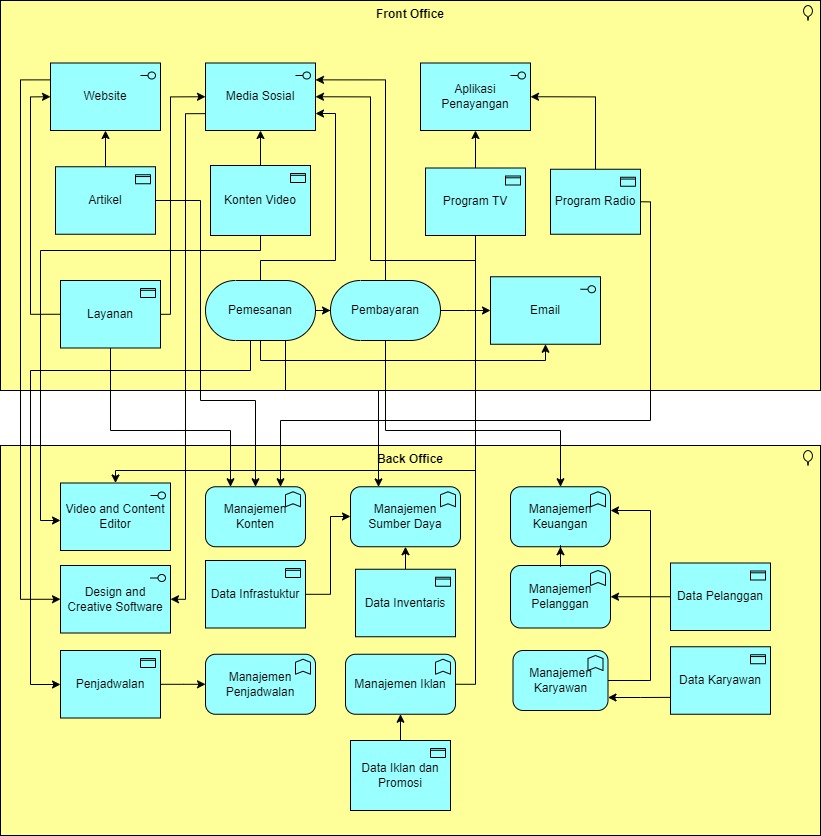 Front Office
Website
Media Sosial
Aplikasi
Penayangan
Artikel
Konten Video
Program TV
Program Radio
Layanan
Pemesanan
Pembayaran
Email
Back Office
Video and Content
Editor
Manajemen
Konten
Manajemen
Sumber Daya
Manajemen
Keuangan
Design and
Creative Software
Data Infrastuktur
Data Inventaris
Manajemen
Pelanggan
Data Pelanggan
Penjadwalan
Manajemen
Penjadwalan
Manajemen Iklan
Manajemen
Karyawan
Data Karyawan
Data Iklan dan
Promosi